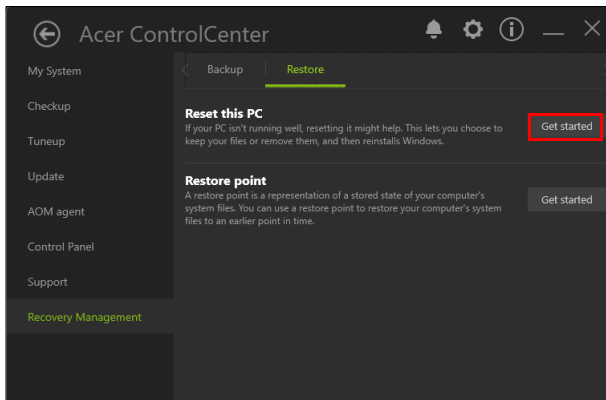 Acer ControlCenter
My System
Checkup
Tuneup
Update
AOM agent
Control Panel
Support
Recovery Management
Backup
Restore
Reset this PC
If your PC isn't running well, resetting it might help. This lets you choose to
keep your files or remove them, and then reinstalls Windows.
Get started
Restore point
A restore point is a representation of a stored state of your computer's
system files. You can use a restore point to restore your computer's system
files to an earlier point in time.
Get started